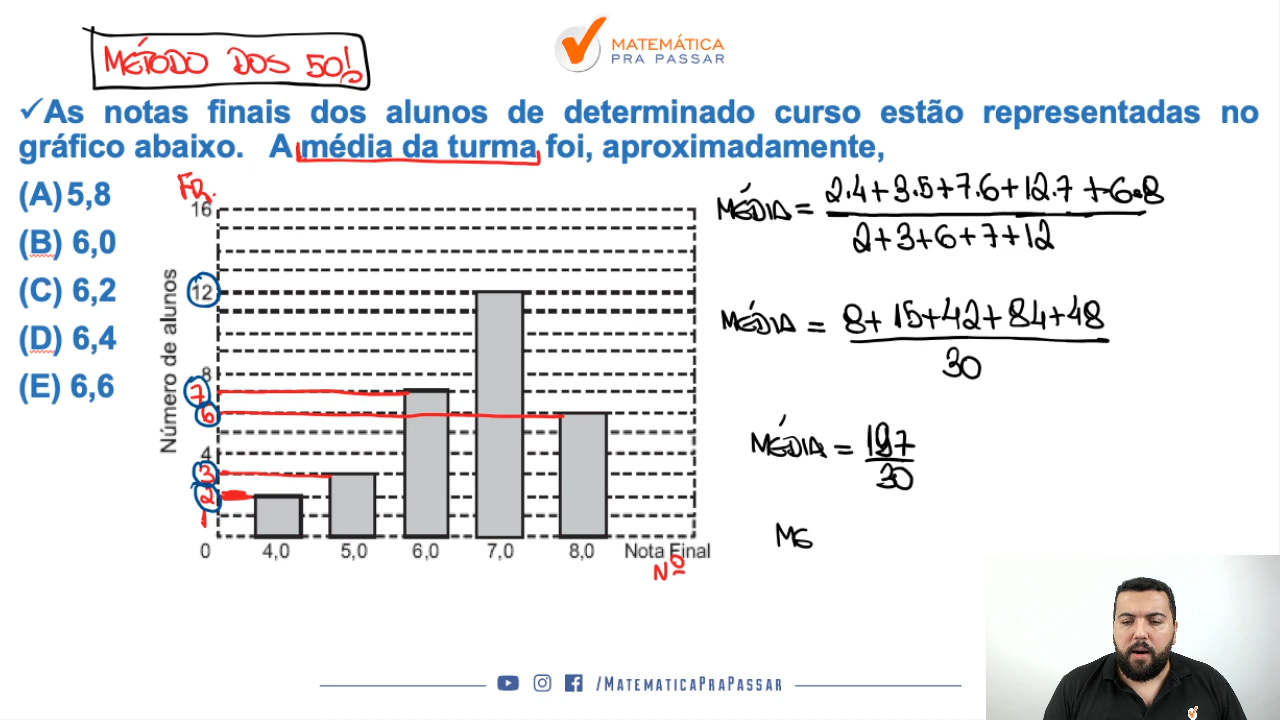 MÉTODO DOS 50!
MATEMÁTICA
PRA PASSAR
✓As notas finais dos alunos de determinado curso estão representadas no
gráfico abaixo. A média da turma foi, aproximadamente,
(A) 5,8
(B) 6,0
(C) 6,2
(D) 6,4
(E) 6,6
FR.
16
12
8
7
6
4
3
2
1
0
Número de alunos
4,0 5,0 6,0 7,0 8,0 Nota Final
Nº
MÉDIA = 2.4+3.5+7.6+12.7+6.8
2+3+6+7+12
MÉDIA = 8+15+42+84+48
30
MÉDIA = 197
30
/MATEMATICAPRAPASSAR